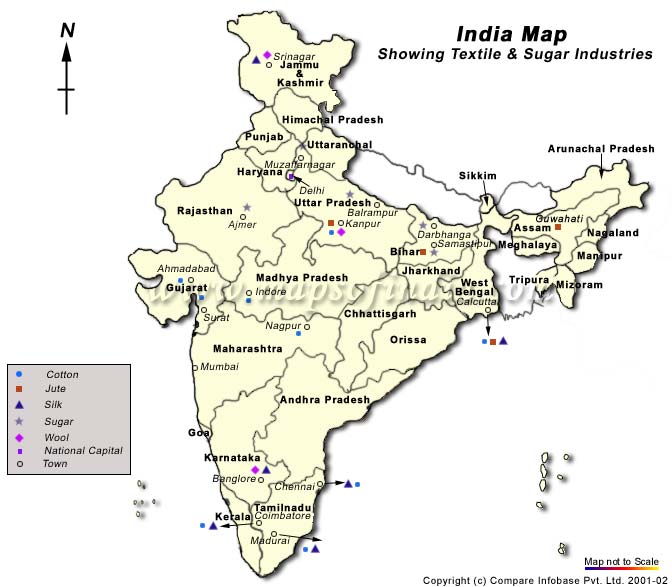 India Map
Showing Textile & Sugar Industries
N
Srinagar
Jammu
&
Kashmir
Himachal Pradesh
Punjab
Uttaranchal
Muzaffarnagar
Haryana
Delhi
Arunachal Pradesh
Sikkim
Uttar Pradesh
Balrampur
Rajasthan
Ajmer
Kanpur
Darbhanga
Samastipur
Bihar
Guwahati
Assam
Nagaland
Meghalaya
Manipur
Jharkhand
Tripura
Mizoram
Ahmadabad
Gujarat
Madhya Pradesh
Indore
West
Bengal
Calcutta
www.mapsofindia.com
Surat
Chhattisgarh
Nagpur
Orissa
Maharashtra
Mumbai
Cotton
Jute
Silk
Sugar
Wool
National Capital
Town
Andhra Pradesh
Goa
Karnataka
Banglore
Chennai
Tamilnadu
Kerala
Coimbatore
Madurai
Map not to Scale
Copyright (c) Compare Infobase Pvt. Ltd. 2001-02